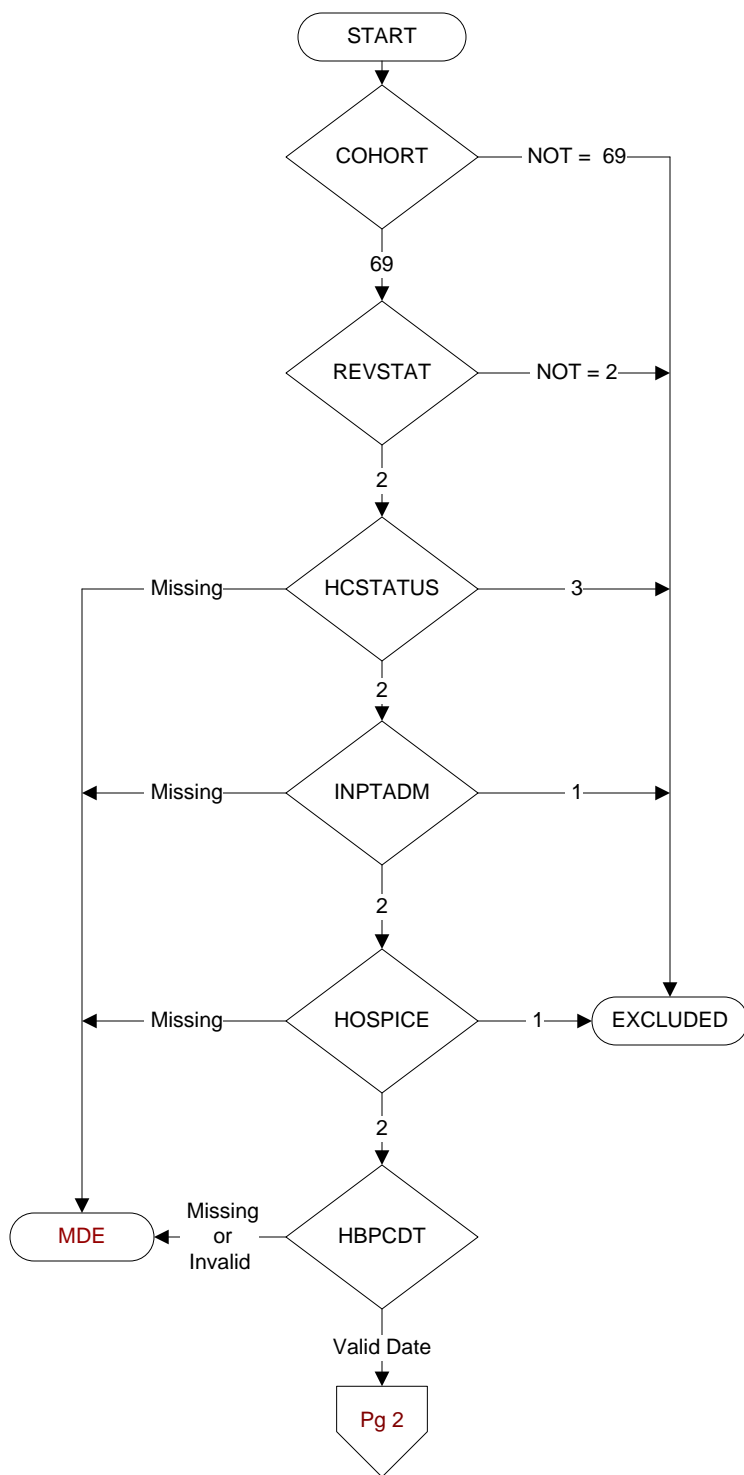 START
COHORT
NOT = 69
69
REVSTAT
NOT = 2
2
Missing
HCSTATUS
3
2
Missing
INPTADM
1
2
Missing
HOSPICE
1
EXCLUDED
2
MDE
Missing
or
Invalid
HBPCDT
Valid Date
Pg 2